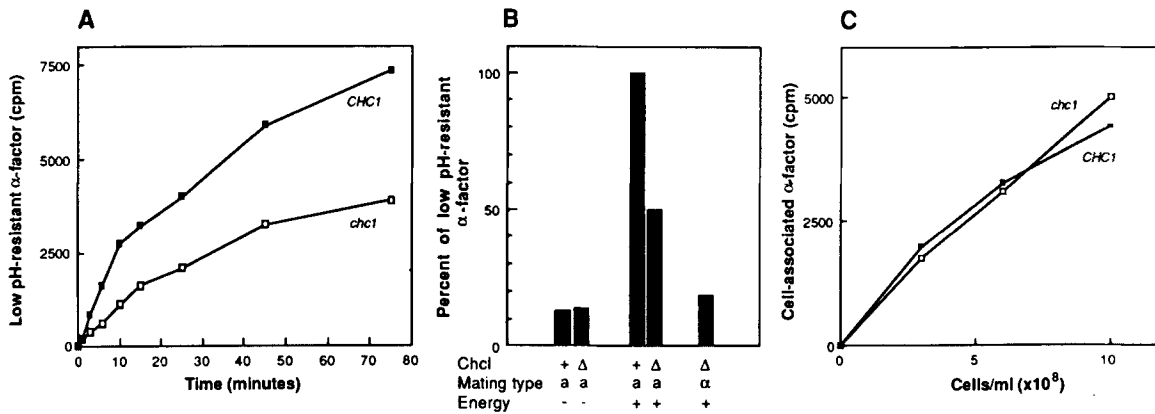 A
Low pH-resistant α-factor (cpm)
7500
5000
2500
0
CHC1
chc1
0 10 20 30 40 50 60 70 80
Time (minutes)
B
Percent of low pH-resistant
α-factor
100
50
0
Chcl + Δ + Δ Δ
Mating type a a a a α
Energy - - + + +
C
Cell-associated α-factor (cpm)
5000
2500
0
chc1
CHC1
0 5 10
Cells/ml (x10⁸)